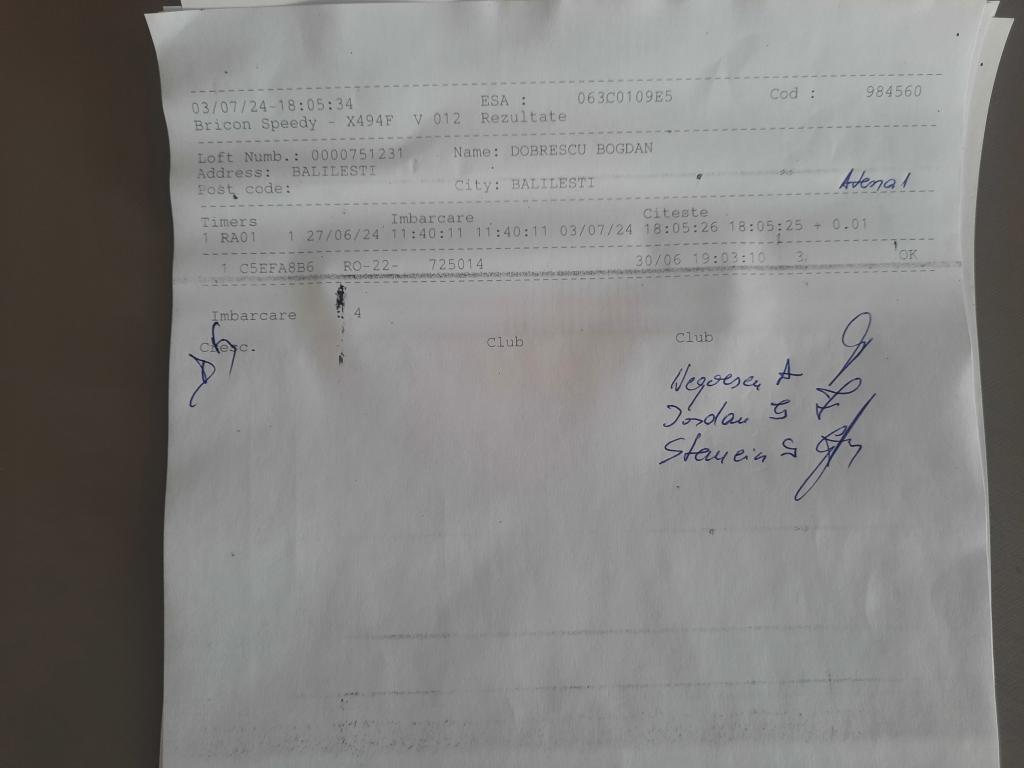 03/07/24-18:05:34 ESA : 063C0109E5 Cod : 984560
Bricon Speedy - X494F V 012 Rezultate
Loft Numb.: 0000751231 Name: DOBRESCU BOGDAN
Address: BALILESTI
Post code: City: BALILESTI Atena 1
Timers Imbarcare Citeste
1 RA01 1 27/06/24 11:40:11 11:40:11 03/07/24 18:05:26 18:05:25 + 0.01
1 C5EFA8B6 RO-22- 725014 30/06 19:03:10 3 OK
Imbarcare 4
Cresc. Club Club
Iordan G